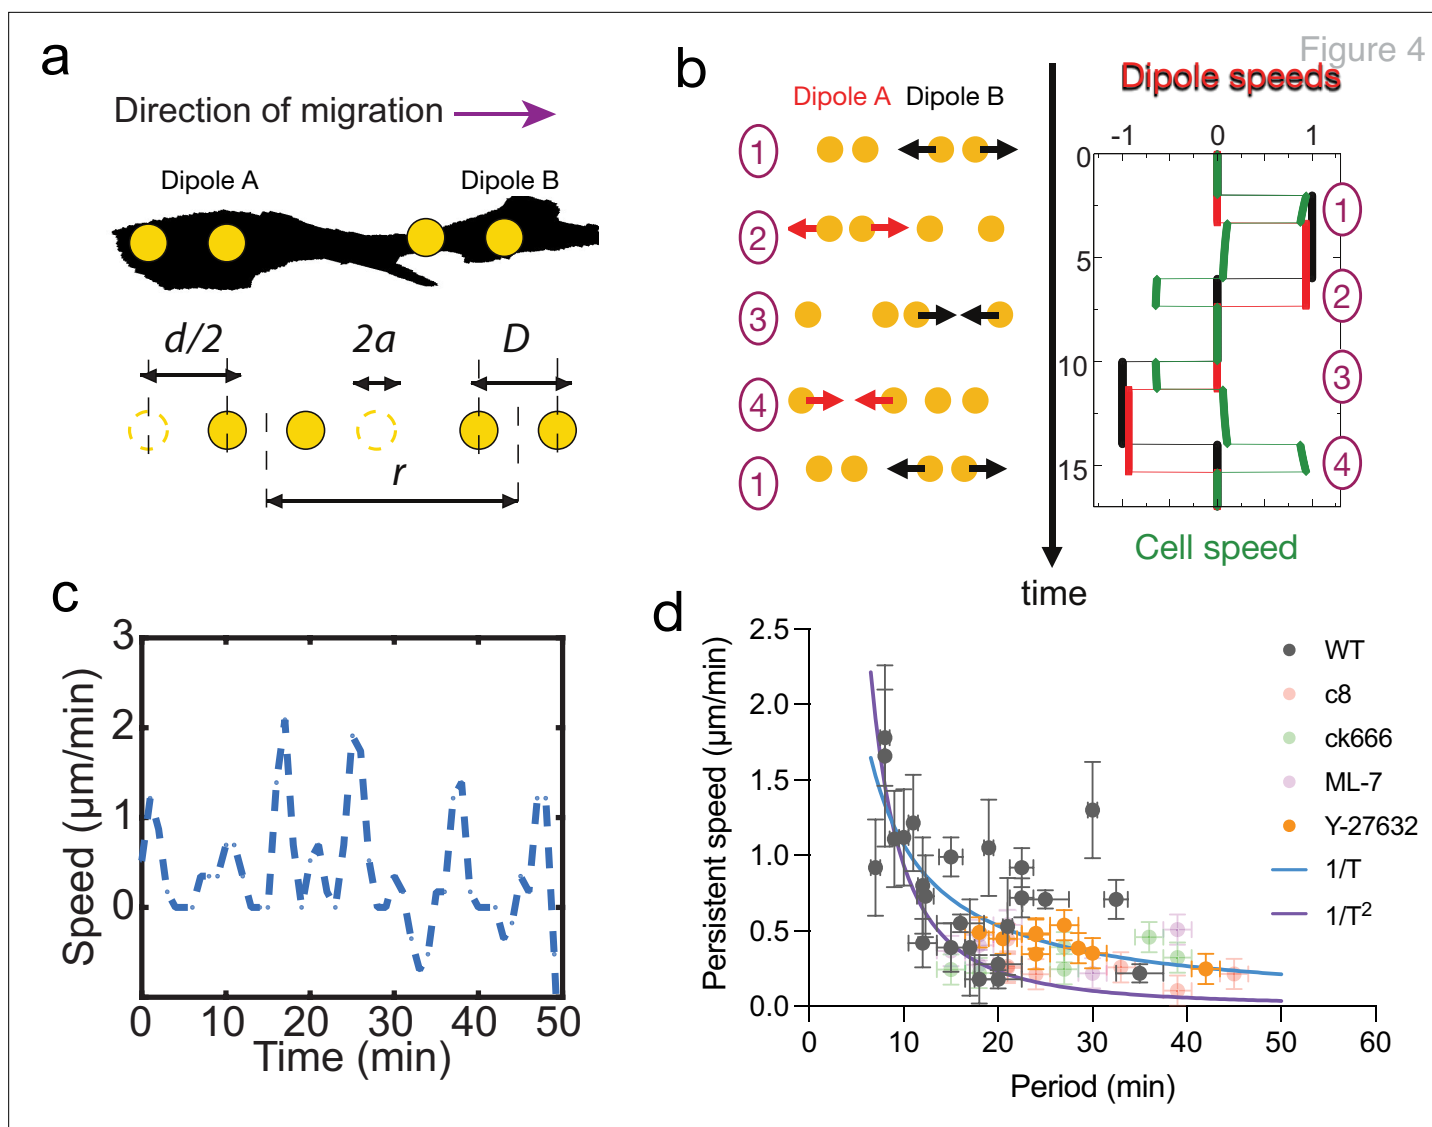 Figure 4
a
Direction of migration
Dipole A
Dipole B
d/2
2a
D
r
b
Dipole A
Dipole B
1
2
3
4
1
time
Dipole speeds
-1
0
1
0
5
10
15
1
2
3
4
Cell speed
c
Speed (μm/min)
3
2
1
0
0
10
20
30
40
50
Time (min)
d
Persistent speed (μm/min)
2.5
2.0
1.5
1.0
0.5
0.0
0
10
20
30
40
50
60
Period (min)
WT
c8
ck666
ML-7
Y-27632
1/T
1/T²